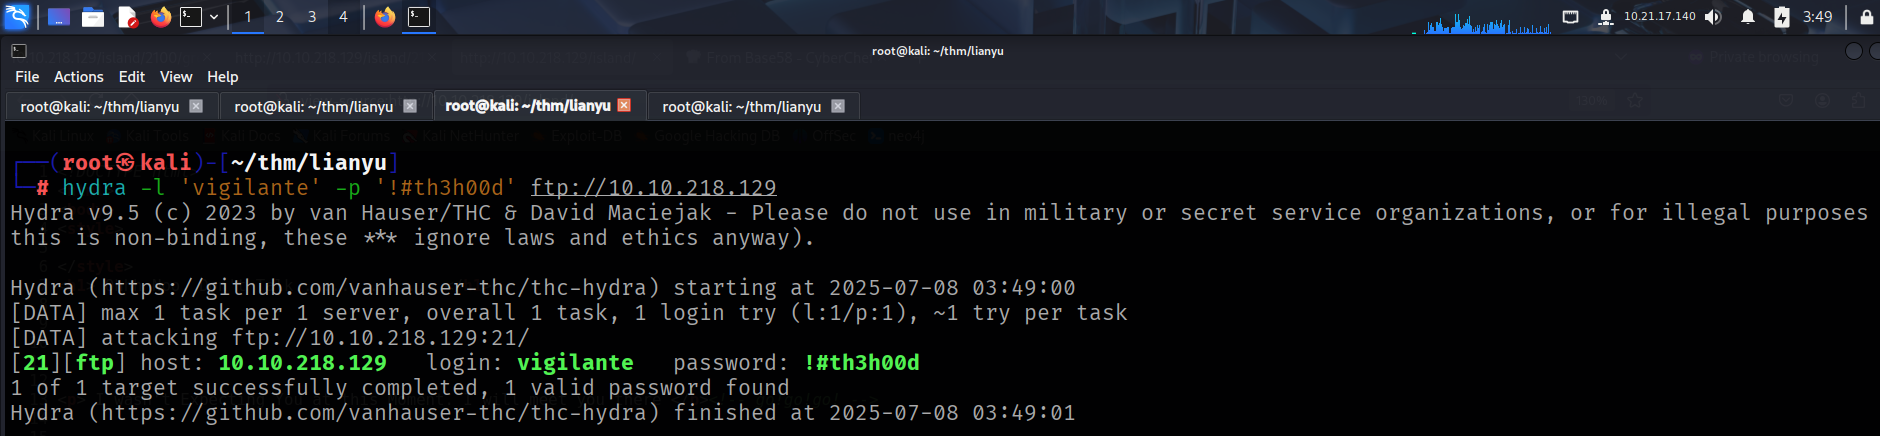 1 2 3 4 10.21.17.140 3:49
root@kali: ~/thm/lianyu
File Actions Edit View Help
root@kali: ~/thm/lianyu root@kali: ~/thm/lianyu root@kali: ~/thm/lianyu root@kali: ~/thm/lianyu
(root㉿kali)-[~/thm/lianyu]
# hydra -l 'vigilante' -p '!#th3h00d' ftp://10.10.218.129
Hydra v9.5 (c) 2023 by van Hauser/THC & David Maciejak - Please do not use in military or secret service organizations, or for illegal purposes
this is non-binding, these *** ignore laws and ethics anyway).
Hydra (https://github.com/vanhauser-thc/thc-hydra) starting at 2025-07-08 03:49:00
[DATA] max 1 task per 1 server, overall 1 task, 1 login try (l:1/p:1), ~1 try per task
[DATA] attacking ftp://10.10.218.129:21/
[21][ftp] host: 10.10.218.129 login: vigilante password: !#th3h00d
1 of 1 target successfully completed, 1 valid password found
Hydra (https://github.com/vanhauser-thc/thc-hydra) finished at 2025-07-08 03:49:01